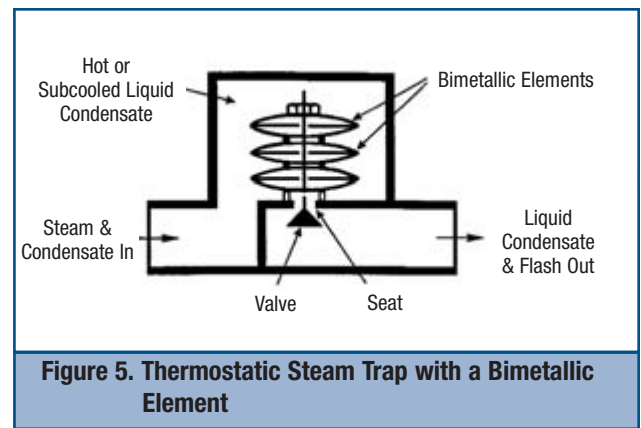 Hot or
Subcooled Liquid
Condensate
Bimetallic Elements
Steam &
Condensate In
Liquid
Condensate
& Flash Out
Valve
Seat
Figure 5. Thermostatic Steam Trap with a Bimetallic
Element